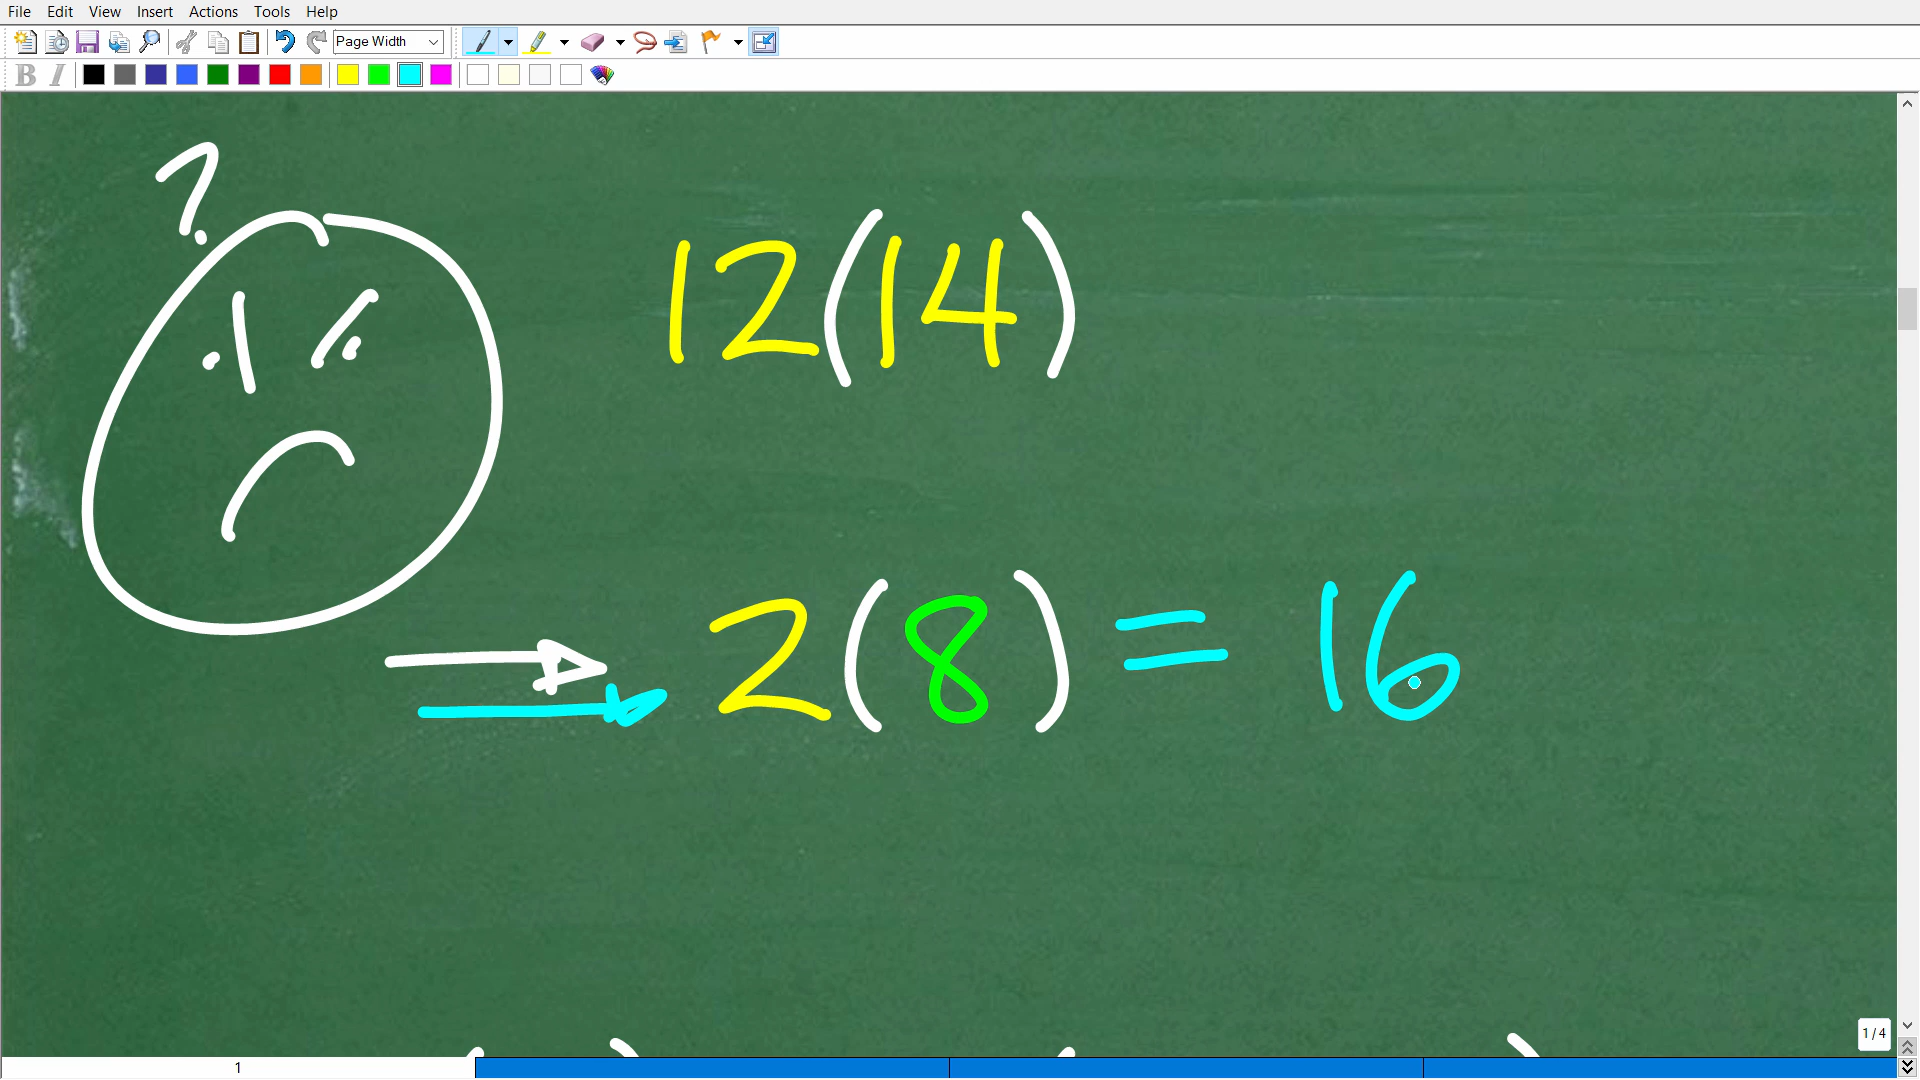 File Edit View Insert Actions Tools Help
Page Width
B I
?
12(14)
2(8) = 16
1 / 4
1